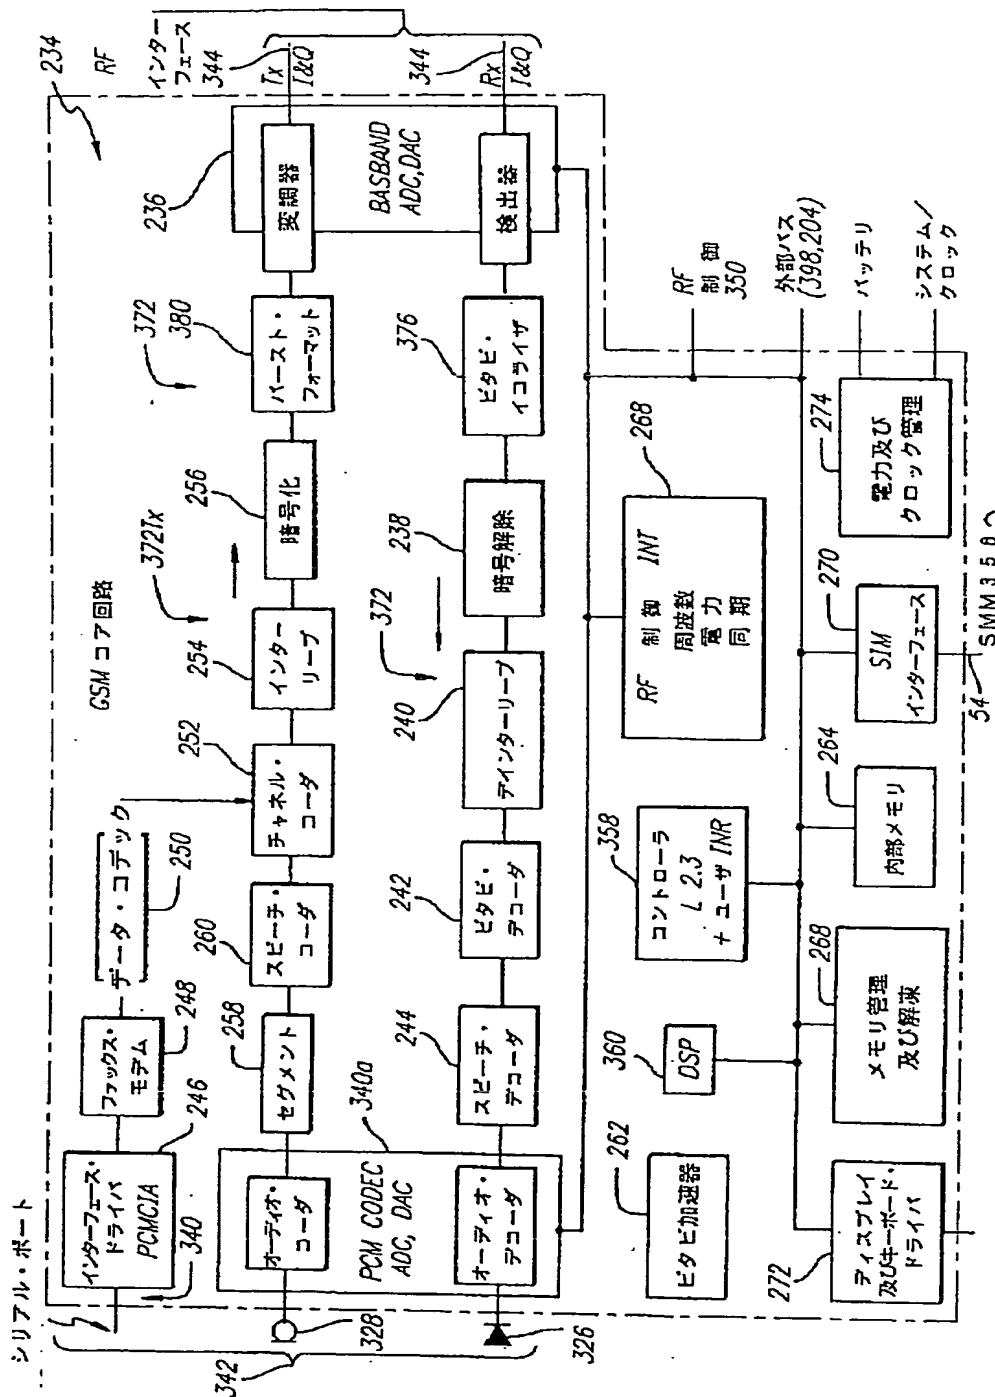 シリアル・ポート
342
340
インターフェース・
ドライバ
PCMCIA
246
ファックス・
モデム
248
データ・コデック
250
GSM コア回路
234
RF
インター
フェース
344
Tx
I&Q
344
Rx
I&Q
328
326
オーディオ・
コーダ
PCM CODEC
ADC, DAC
オーディオ・
デコーダ
340a
セグメント
258
スピーチ・
コーダ
260
チャネル・
コーダ
252
インター
リーブ
254
372Tx
暗号化
256
バースト・
フォーマット
372
380
変調器
BASBAND
ADC,DAC
検出器
236
スピーチ・
デコーダ
244
ビタビ・
デコーダ
242
デインターリーブ
240
372
暗号解除
238
ビタビ・
イコライザ
376
ビタビ加速器
262
DSP
360
コントローラ
L 2.3
+ ユーザ INR
358
RF 制御 INT
周波数
電力
同期
268
RF
制御
350
外部バス
(398,204)
バッテリ
システム/
クロック
ディスプレイ
及びキーボード・
ドライバ
272
メモリ管理
及び解凍
268
内部メモリ
264
SIM
インターフェース
270
54
SMM358へ
電力及び
クロック管理
274